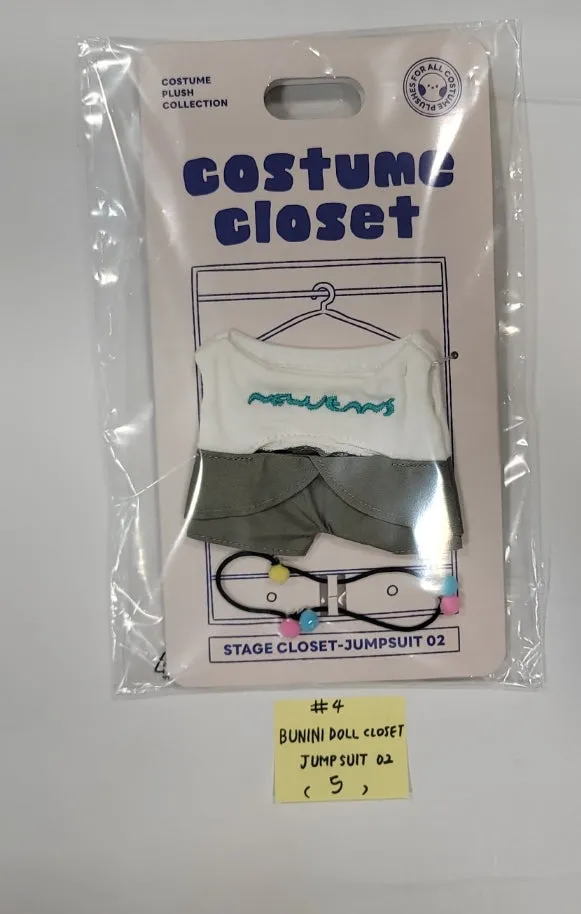 COSTUME
PLUSH
COLLECTION
PLUSHES FOR ALL COSTUME
costume
closet
NewJeans
STAGE CLOSET-JUMPSUIT 02
#4
BUNINI DOLL CLOSET
JUMPSUIT 02
( 5 )